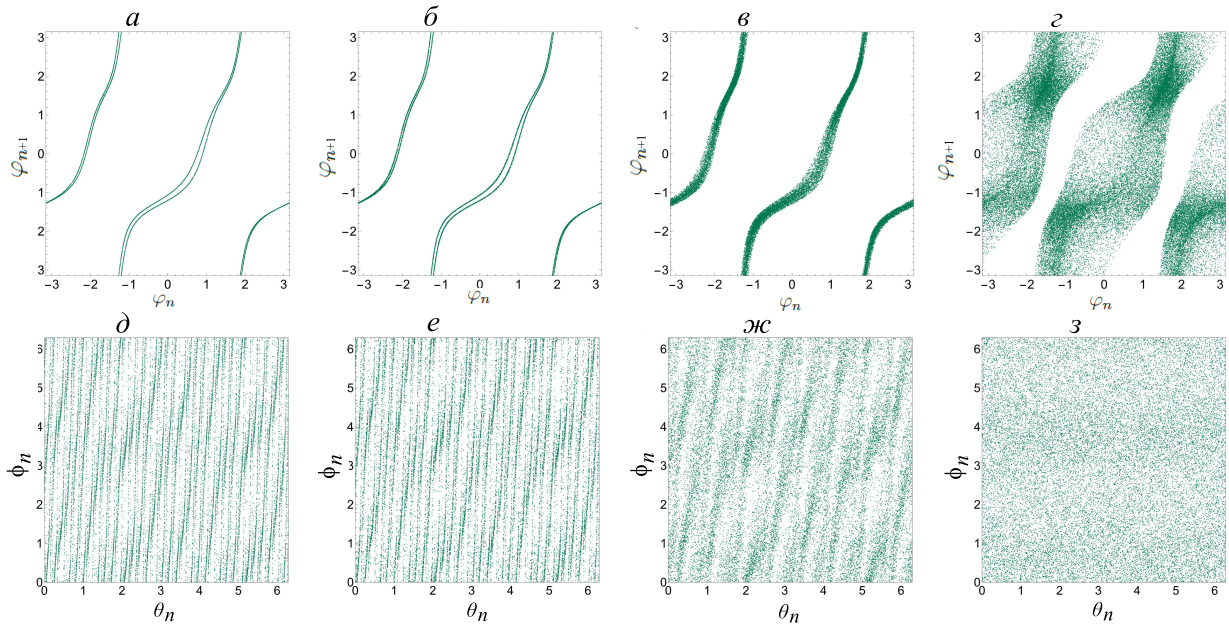 а б в г
3 3 3 3
2 2 2 2
1 1 1 1
φn+1 0 φn+1 0 φn+1 0 φn+1 0
−1 −1 −1 −1
−2 −2 −2 −2
−3 −3 −3 −3
−3 −2 −1 0 1 2 3 −3 −2 −1 0 1 2 3 −3 −2 −1 0 1 2 3 −3 −2 −1 0 1 2 3
φn φn φn φn
д е ж з
6 6 6 6
5 5 5 5
4 4 4 4
ϕn 3 ϕn 3 ϕn 3 ϕn 3
2 2 2 2
1 1 1 1
0 0 0 0
0 1 2 3 4 5 6 0 1 2 3 4 5 6 0 1 2 3 4 5 6 0 1 2 3 4 5 6
θn θn θn θn